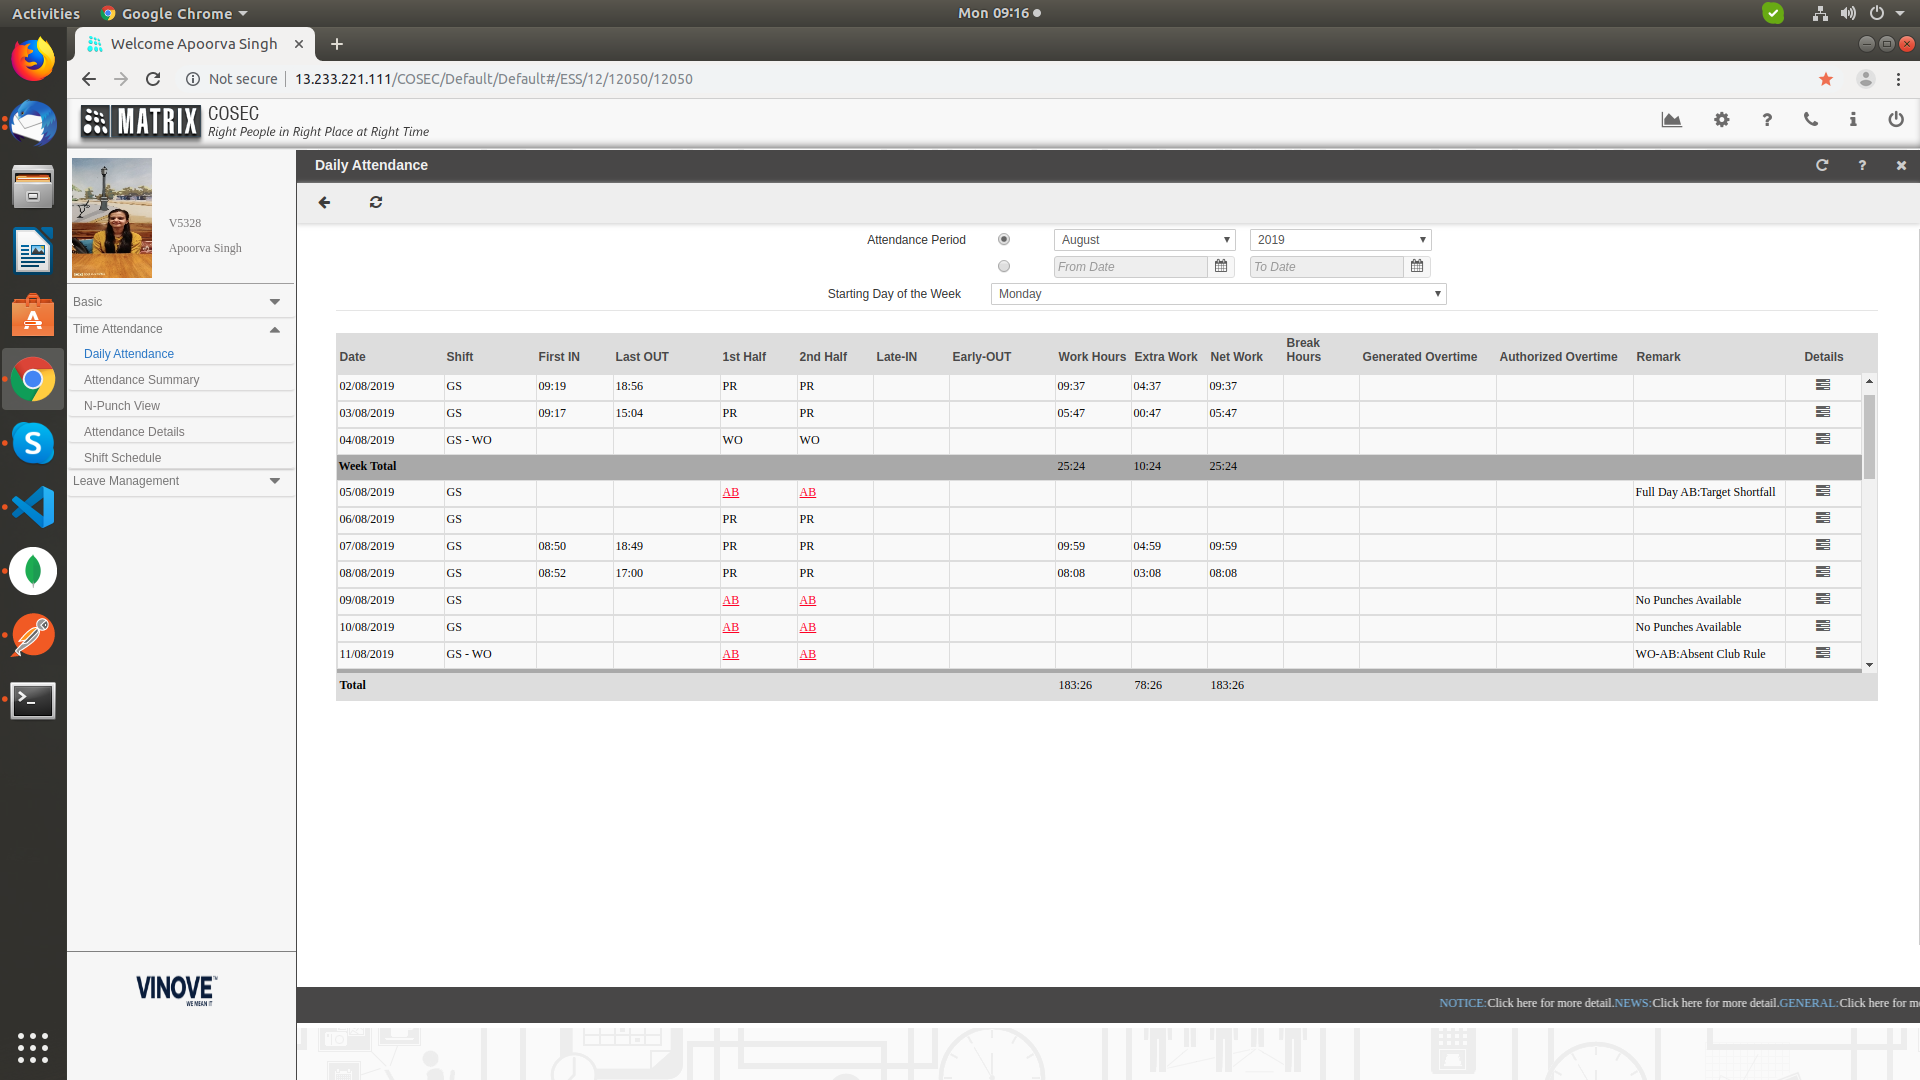 Activities Google Chrome Mon 09:16
Welcome Apoorva Singh
Not secure 13.233.221.111/COSEC/Default/Default#/ESS/12/12050/12050
MATRIX COSEC
Right People in Right Place at Right Time
Daily Attendance
V5328
Apoorva Singh
Basic
Time Attendance
Daily Attendance
Attendance Summary
N-Punch View
Attendance Details
Shift Schedule
Leave Management
VINOVE™
WE MEAN IT
Attendance Period August 2019
From Date To Date
Starting Day of the Week Monday
Date Shift First IN Last OUT 1st Half 2nd Half Late-IN Early-OUT Work Hours Extra Work Net Work Break Hours Generated Overtime Authorized Overtime Remark Details
02/08/2019 GS 09:19 18:56 PR PR 09:37 04:37 09:37
03/08/2019 GS 09:17 15:04 PR PR 05:47 00:47 05:47
04/08/2019 GS - WO WO WO
Week Total 25:24 10:24 25:24
05/08/2019 GS AB AB Full Day AB:Target Shortfall
06/08/2019 GS PR PR
07/08/2019 GS 08:50 18:49 PR PR 09:59 04:59 09:59
08/08/2019 GS 08:52 17:00 PR PR 08:08 03:08 08:08
09/08/2019 GS AB AB No Punches Available
10/08/2019 GS AB AB No Punches Available
11/08/2019 GS - WO AB AB WO-AB:Absent Club Rule
Total 183:26 78:26 183:26
NOTICE:Click here for more detail.NEWS:Click here for more detail.GENERAL:Click here for m